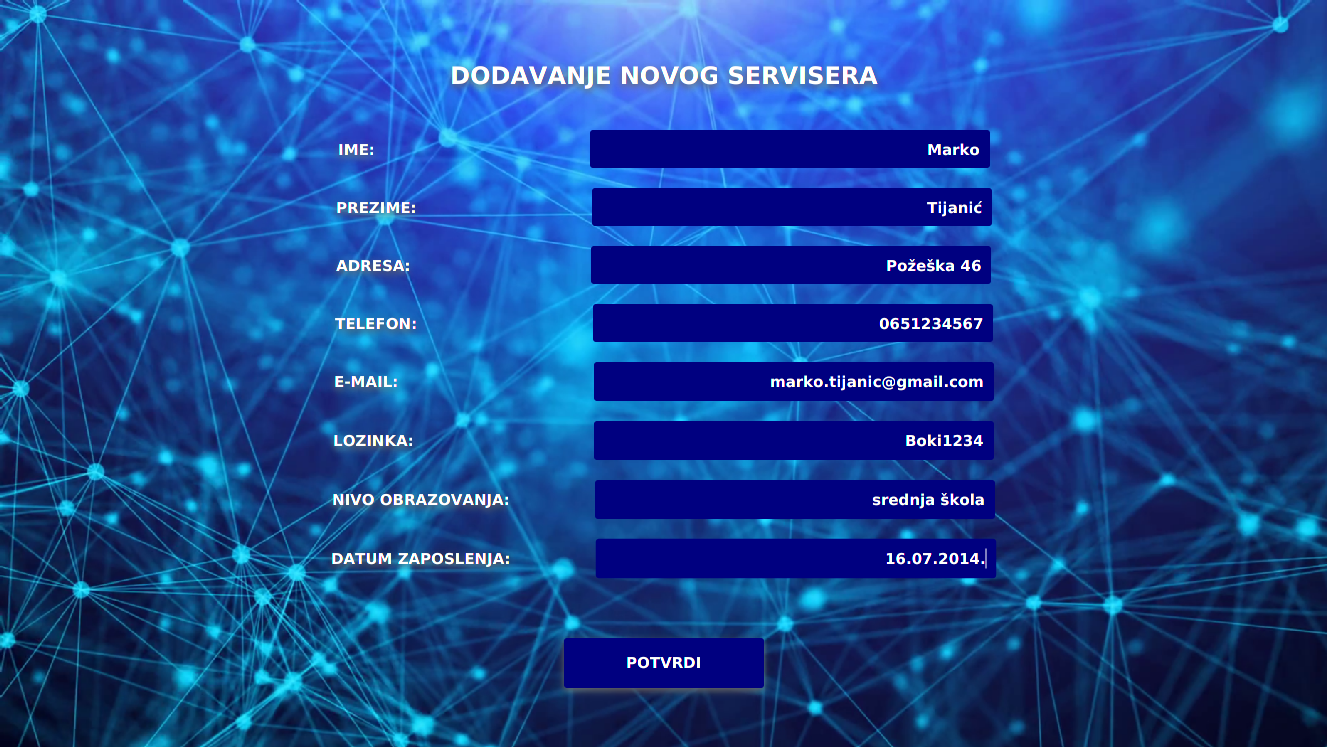 DODAVANJE NOVOG SERVISERA
IME: Marko
PREZIME: Tijanić
ADRESA: Požeška 46
TELEFON: 0651234567
E-MAIL: marko.tijanic@gmail.com
LOZINKA: Boki1234
NIVO OBRAZOVANJA: srednja škola
DATUM ZAPOSLENJA: 16.07.2014.
POTVRDI